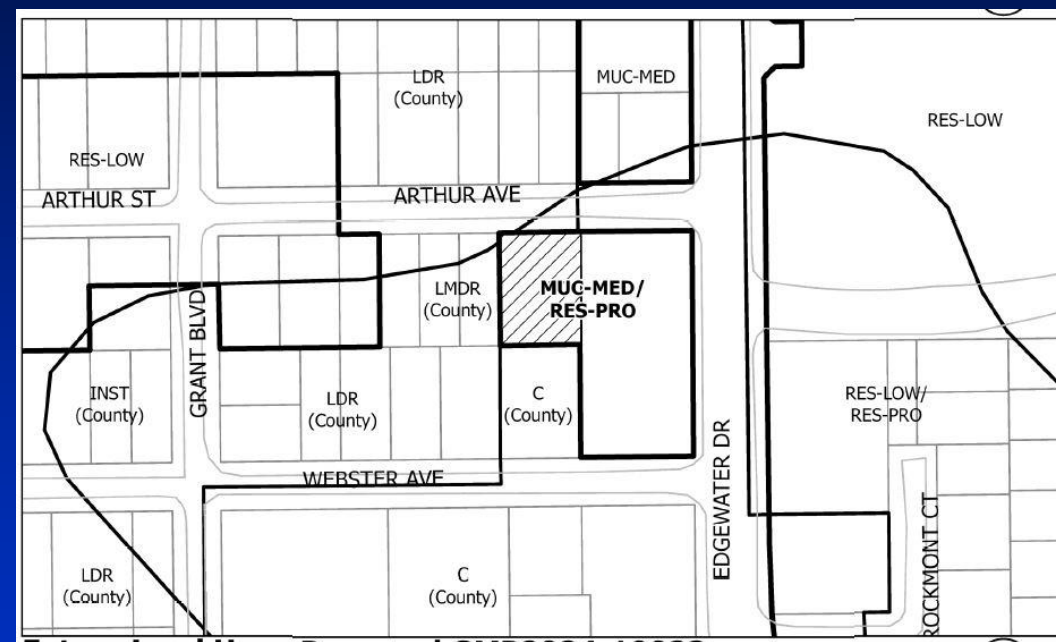 LDR
(County)
MUC-MED
RES-LOW
RES-LOW
ARTHUR ST
ARTHUR AVE
LMDR
(County)
MUC-MED/
RES-PRO
GRANT BLVD
INST
(County)
LDR
(County)
C
(County)
RES-LOW/
RES-PRO
WEBSTER AVE
EDGEWATER DR
ROCKMONT CT
LDR
(County)
C
(County)